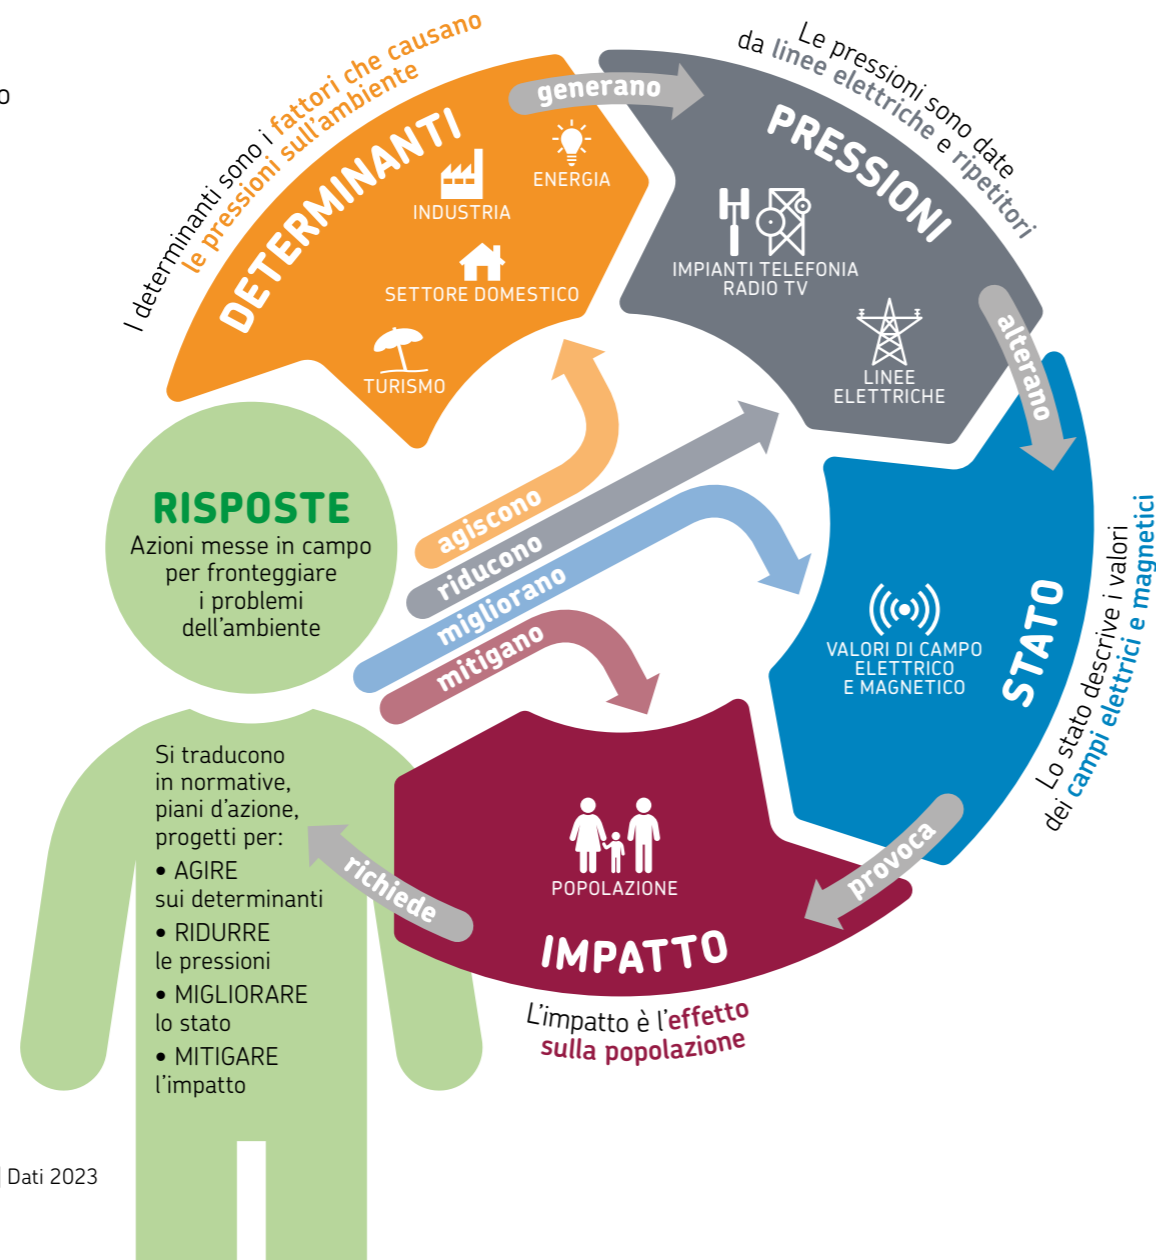 o
I determinanti sono i fattori che causano
le pressioni sull'ambiente
DETERMINANTI
ENERGIA
INDUSTRIA
SETTORE DOMESTICO
TURISMO
generano
Le pressioni sono date
da linee elettriche e ripetitori
PRESSIONI
IMPIANTI TELEFONIA
RADIO TV
LINEE
ELETTRICHE
alterano
Lo stato descrive i valori
dei campi elettrici e magnetici
STATO
VALORI DI CAMPO
ELETTRICO
E MAGNETICO
provoca
POPOLAZIONE
IMPATTO
L'impatto è l'effetto
sulla popolazione
richiede
RISPOSTE
Azioni messe in campo
per fronteggiare
i problemi
dell'ambiente
agiscono
riducono
migliorano
mitigano
Si traducono
in normative,
piani d'azione,
progetti per:
• AGIRE
sui determinanti
• RIDURRE
le pressioni
• MIGLIORARE
lo stato
• MITIGARE
l'impatto
| Dati 2023